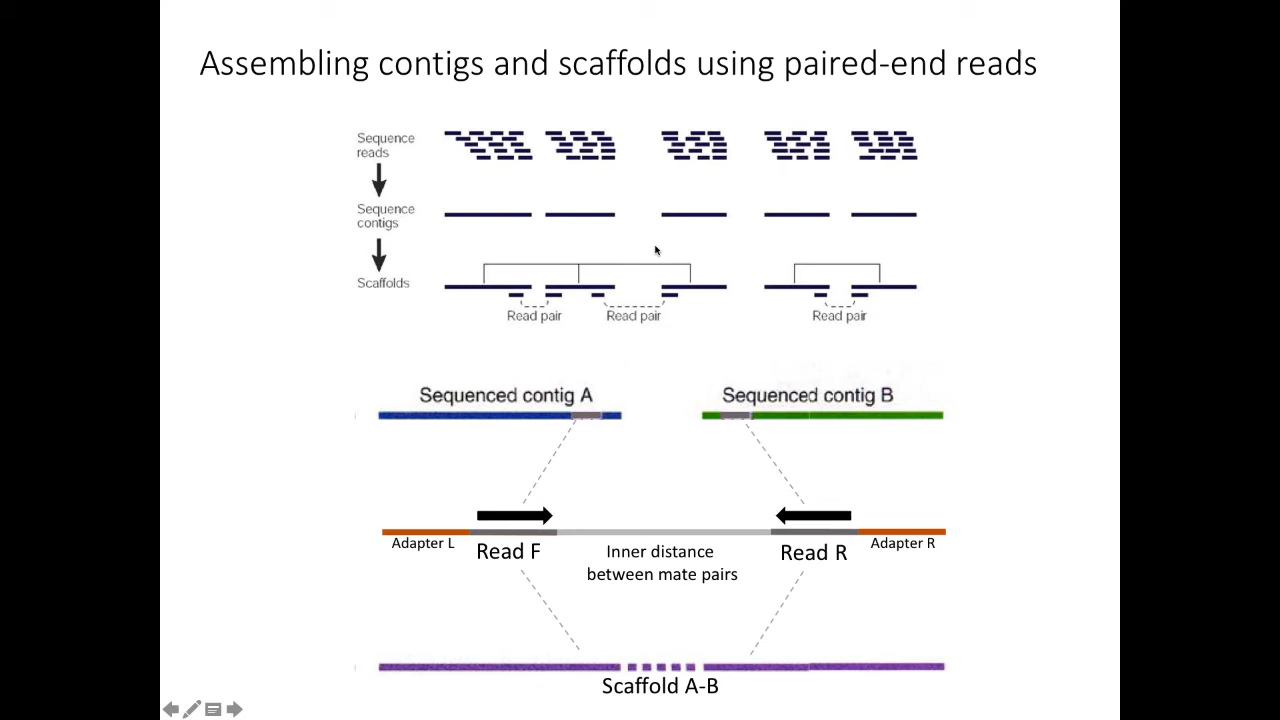 Assembling contigs and scaffolds using paired-end reads
Sequence
reads
Sequence
contigs
Scaffolds
Read pair
Read pair
Read pair
Sequenced contig A
Sequenced contig B
Adapter L
Read F
Inner distance
between mate pairs
Read R
Adapter R
Scaffold A-B